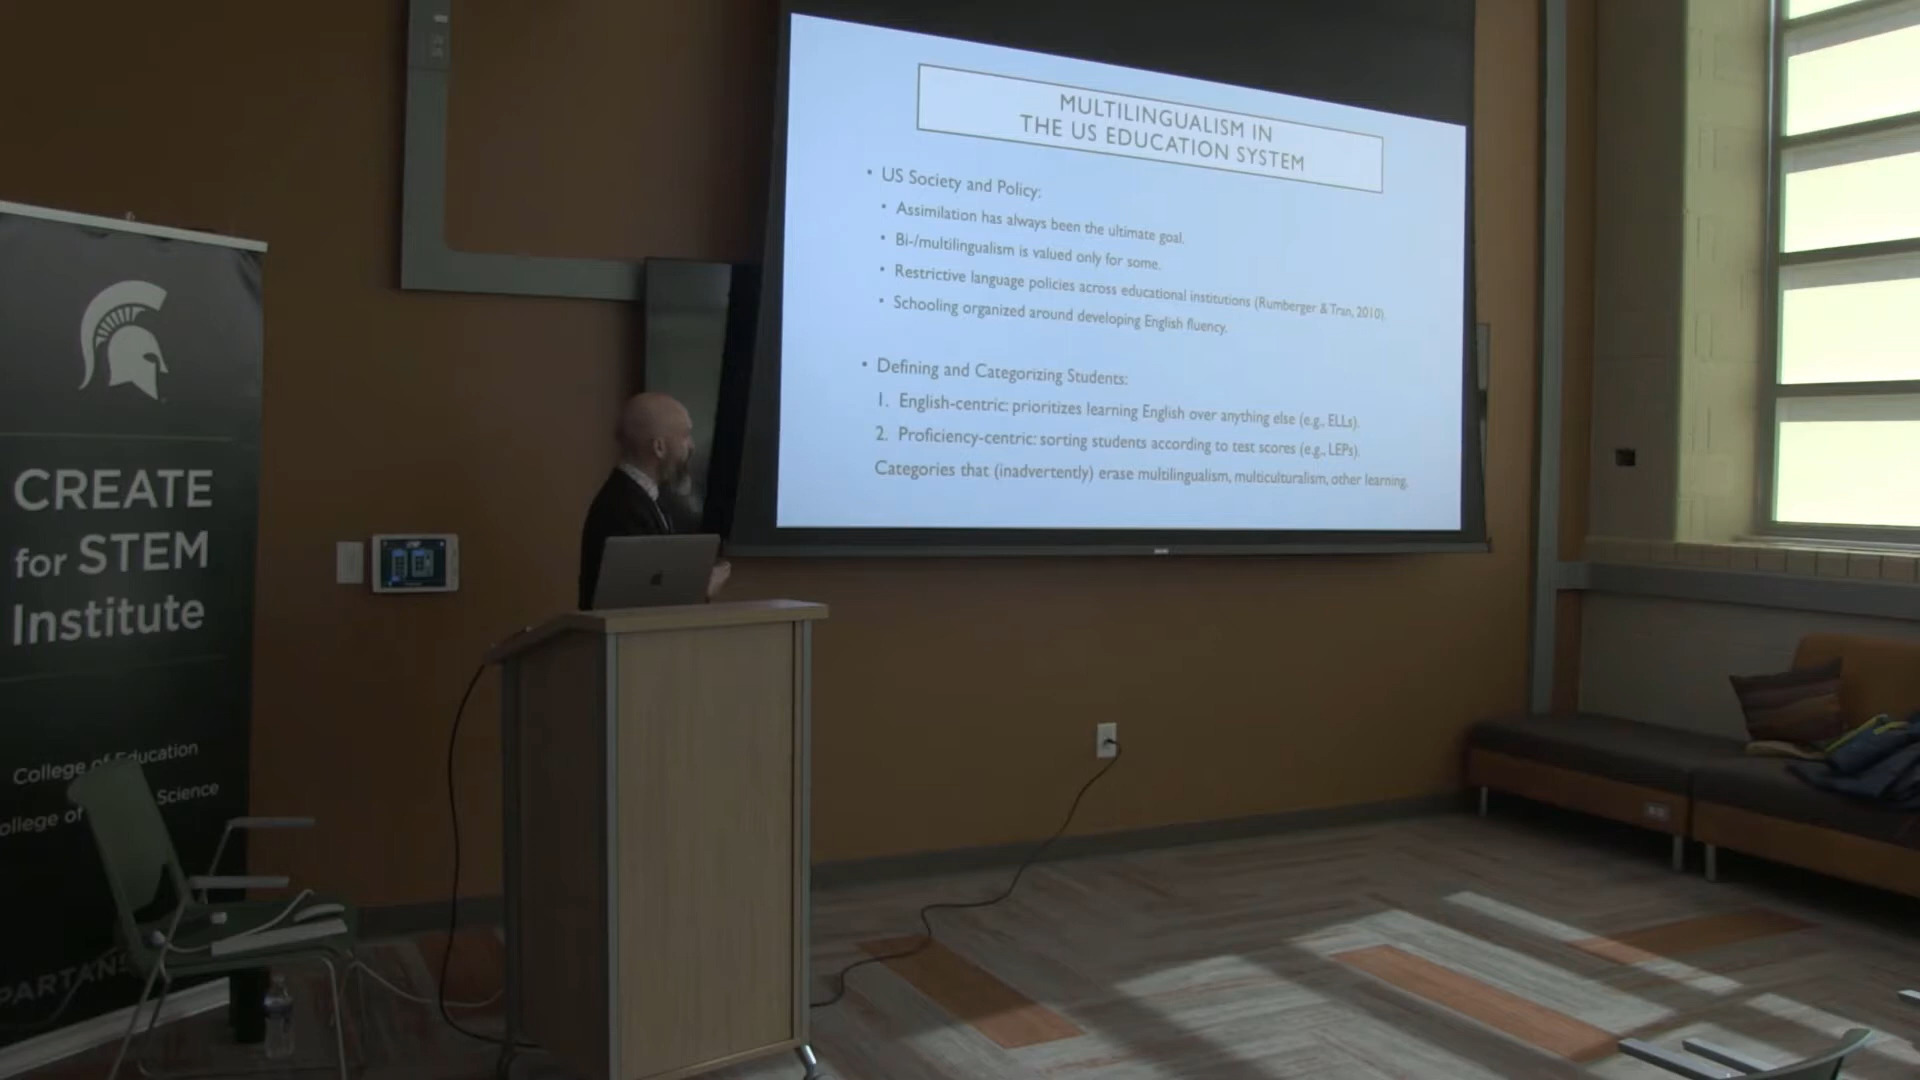 MULTILINGUALISM IN
THE US EDUCATION SYSTEM
• US Society and Policy:
• Assimilation has always been the ultimate goal.
• Bi-/multilingualism is valued only for some.
• Restrictive language policies across educational institutions (Rumberger & Tran, 2010).
• Schooling organized around developing English fluency.
• Defining and Categorizing Students:
1. English-centric: prioritizes learning English over anything else (e.g., ELLs).
2. Proficiency-centric: sorting students according to test scores (e.g., LEPs).
Categories that (inadvertently) erase multilingualism, multiculturalism, other learning.
CREATE
for STEM
Institute
College of Education
ollege of Science
PARTANS